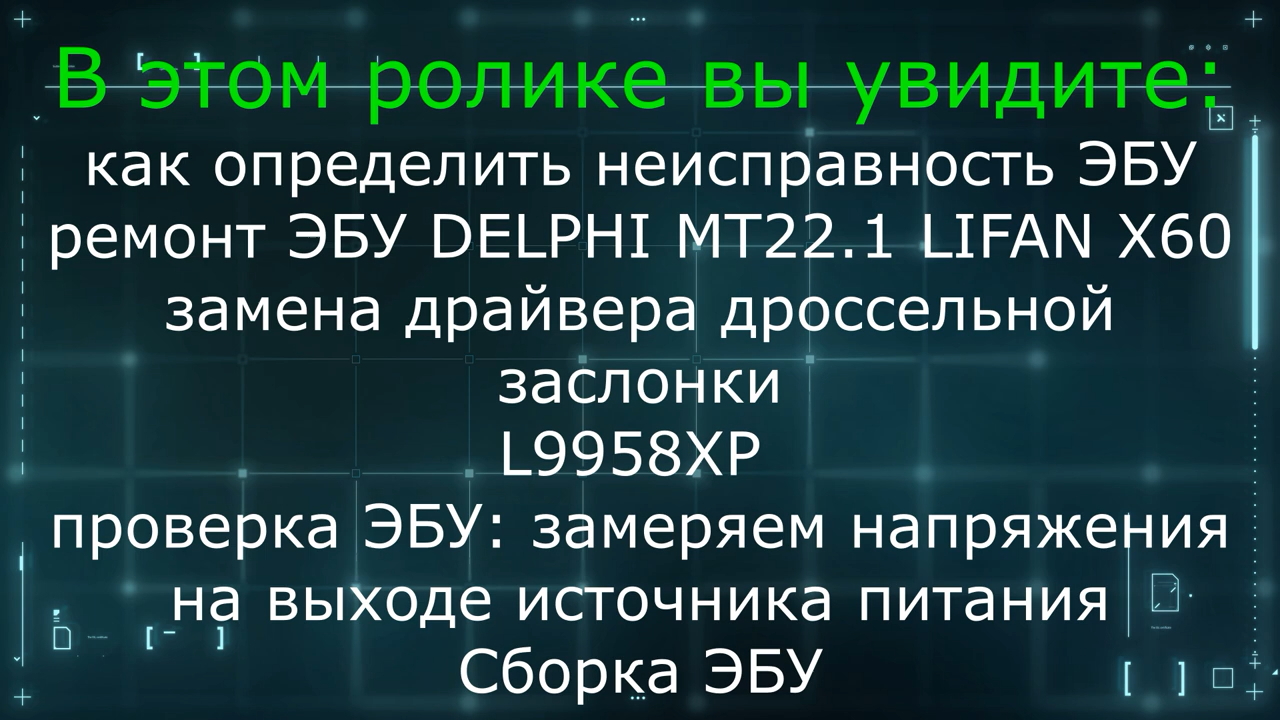 В этом ролике вы увидите:
как определить неисправность ЭБУ
ремонт ЭБУ DELPHI MT22.1 LIFAN X60
замена драйвера дроссельной
заслонки
L9958XP
проверка ЭБУ: замеряем напряжения
на выходе источника питания
Сборка ЭБУ